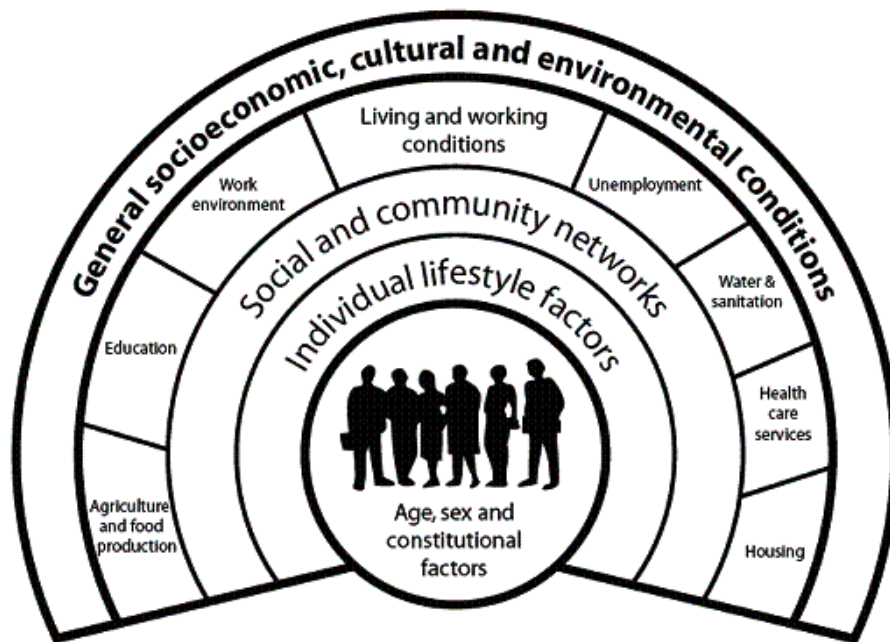 General socioeconomic, cultural and environmental conditions
Living and working
conditions
Work
environment
Unemployment
Social and community networks
Water &
sanitation
Individual lifestyle factors
Education
Health
care
services
Agriculture
and food
production
Age, sex and
constitutional
factors
Housing